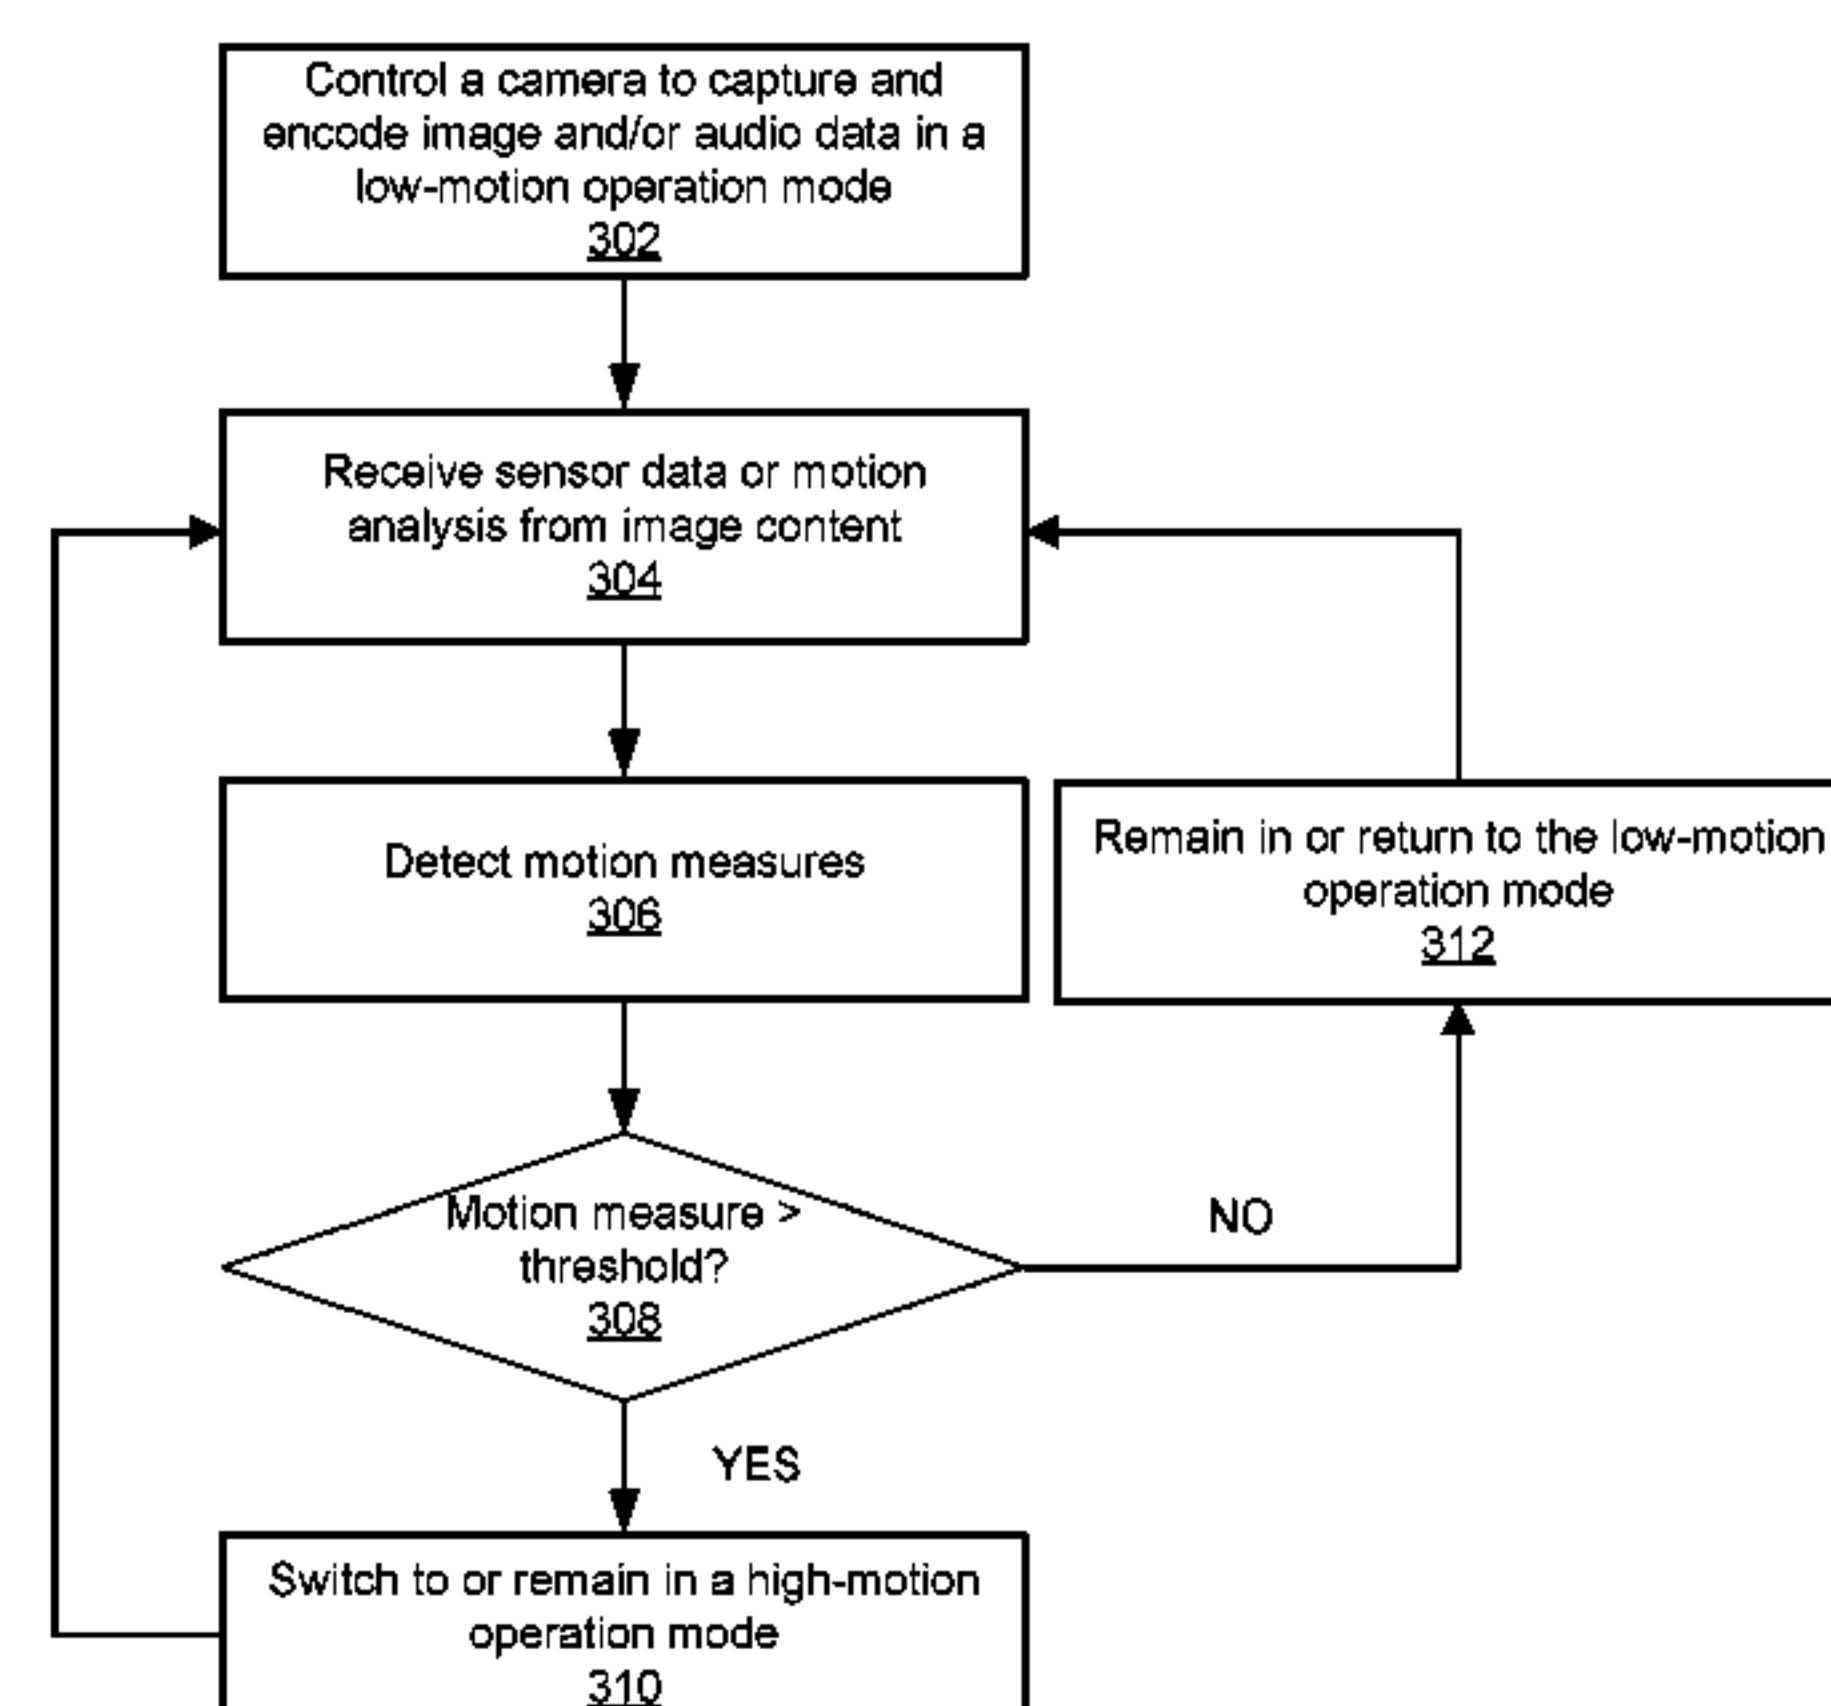 Control a camera to capture and
encode image and/or audio data in a
low-motion operation mode
302
Receive sensor data or motion
analysis from image content
304
Detect motion measures
306
Remain in or return to the low-motion
operation mode
312
Motion measure >
threshold?
308
NO
YES
Switch to or remain in a high-motion
operation mode
310